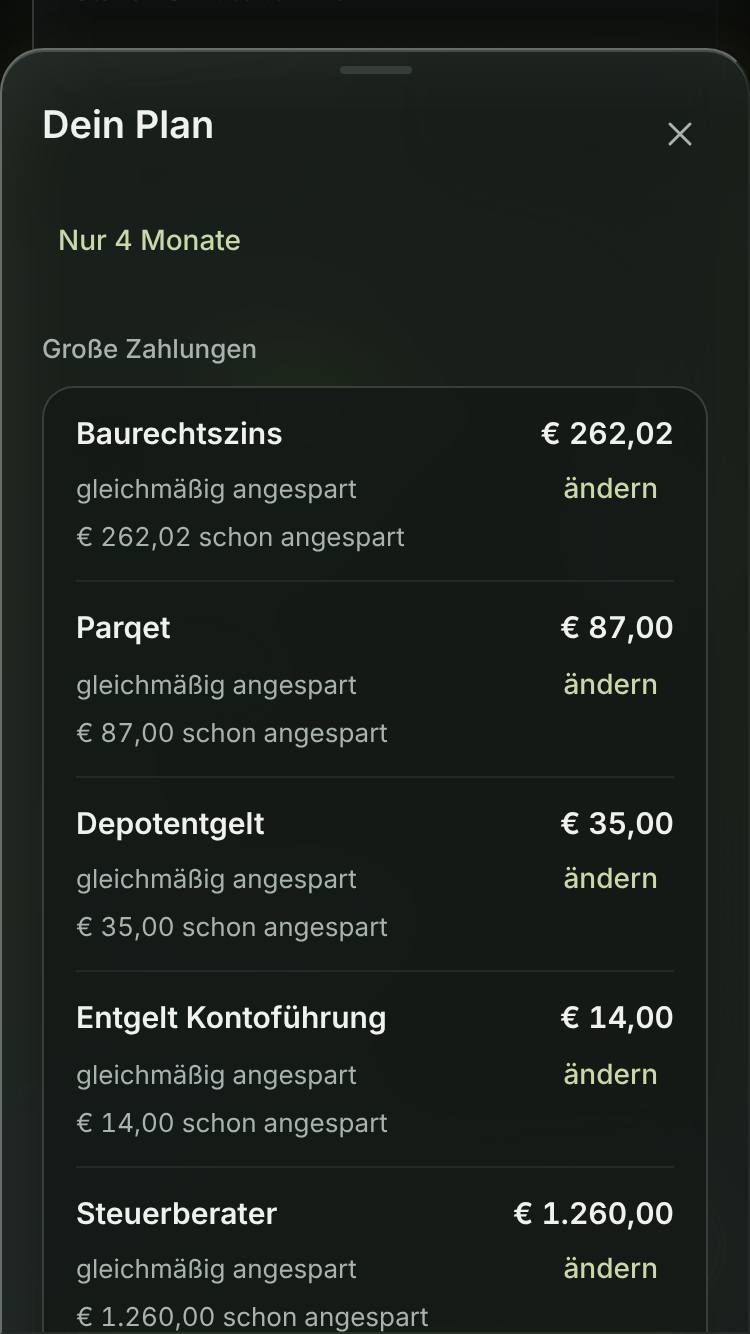 Dein Plan
Nur 4 Monate
Große Zahlungen
Baurechtszins € 262,02
gleichmäßig angespart ändern
€ 262,02 schon angespart
Parqet € 87,00
gleichmäßig angespart ändern
€ 87,00 schon angespart
Depotentgelt € 35,00
gleichmäßig angespart ändern
€ 35,00 schon angespart
Entgelt Kontoführung € 14,00
gleichmäßig angespart ändern
€ 14,00 schon angespart
Steuerberater € 1.260,00
gleichmäßig angespart ändern
€ 1.260,00 schon angespart